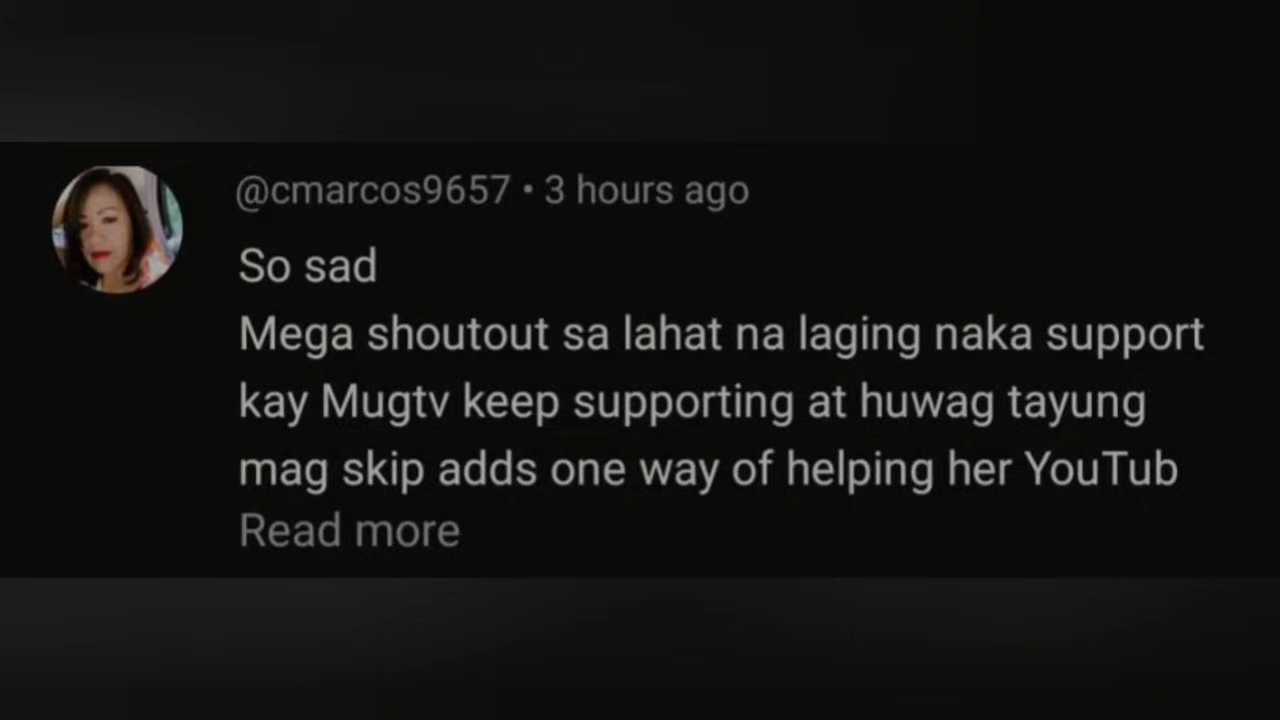 @cmarcos9657 • 3 hours ago
So sad
Mega shoutout sa lahat na laging naka support
kay Mugtv keep supporting at huwag tayung
mag skip adds one way of helping her YouTub
Read more